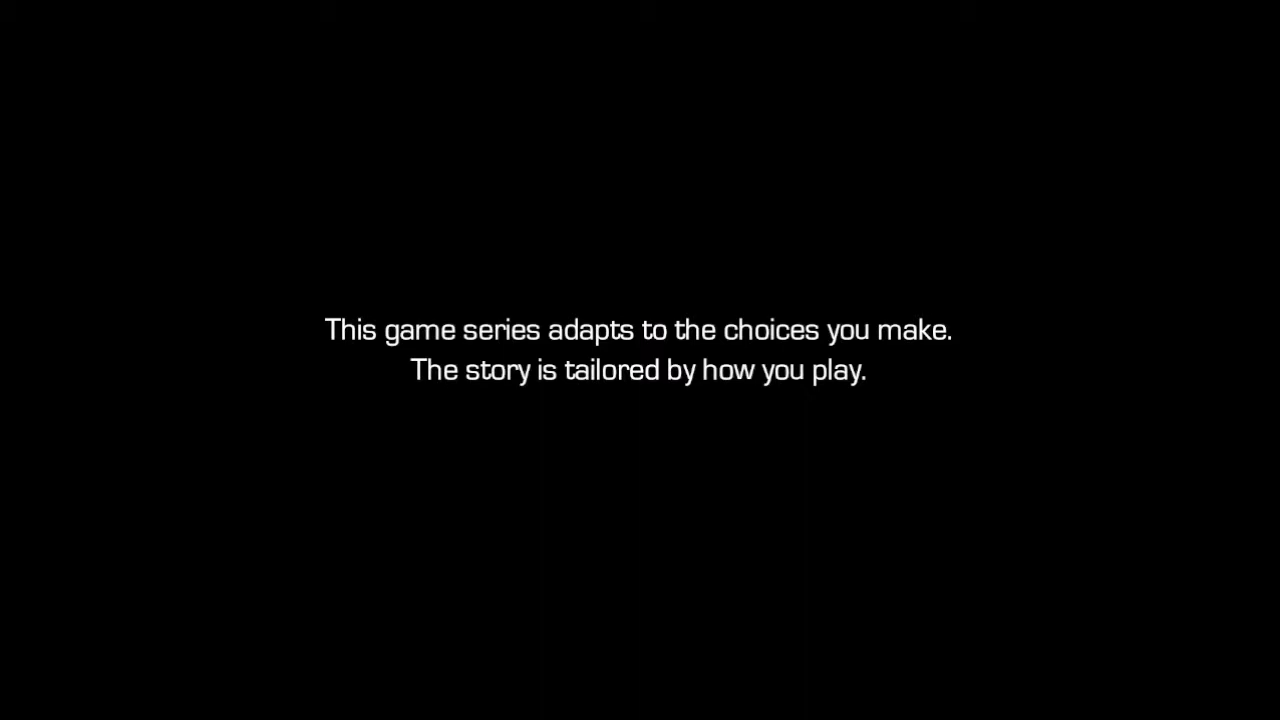 This game series adapts to the choices you make.
The story is tailored by how you play.